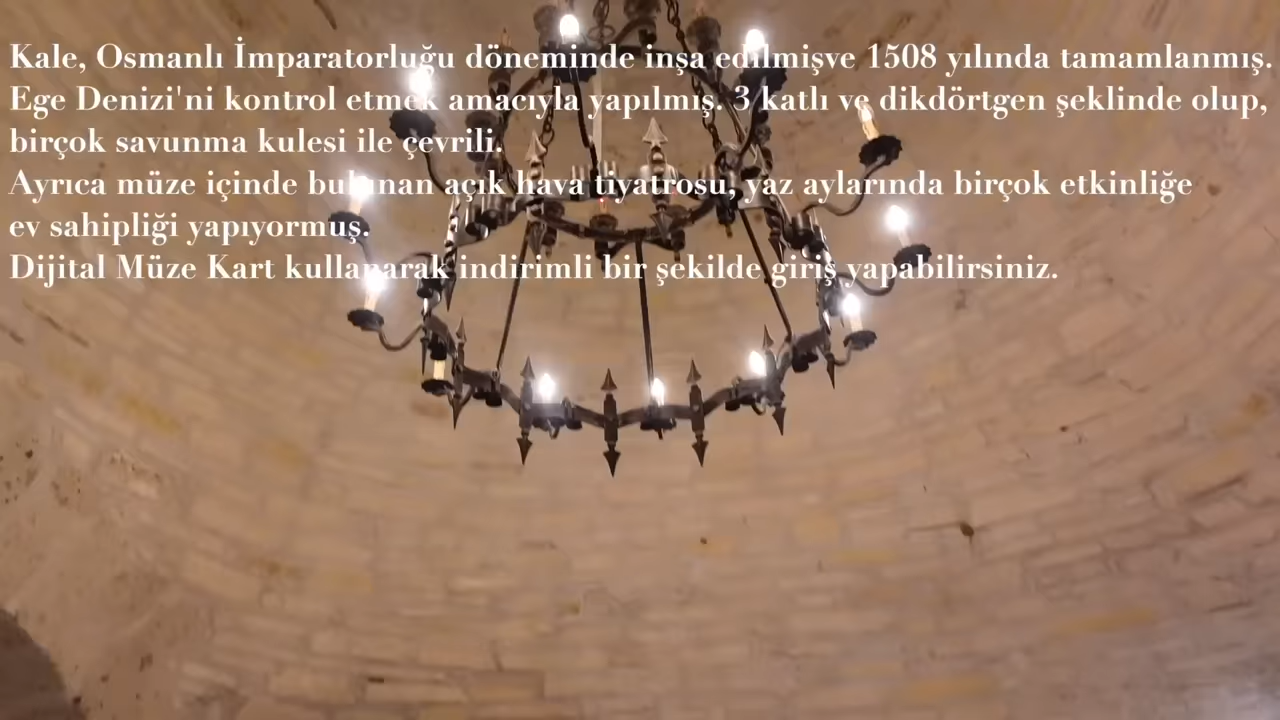 Kale, Osmanlı İmparatorluğu döneminde inşa edilmişve 1508 yılında tamamlanmış.
Ege Denizi'ni kontrol etmek amacıyla yapılmış. 3 katlı ve dikdörtgen şeklinde olup,
birçok savunma kulesi ile çevrili.
Ayrıca müze içinde bulunan açık hava tiyatrosu, yaz aylarında birçok etkinliğe
ev sahipliği yapıyormuş.
Dijital Müze Kart kullanarak indirimli bir şekilde giriş yapabilirsiniz.